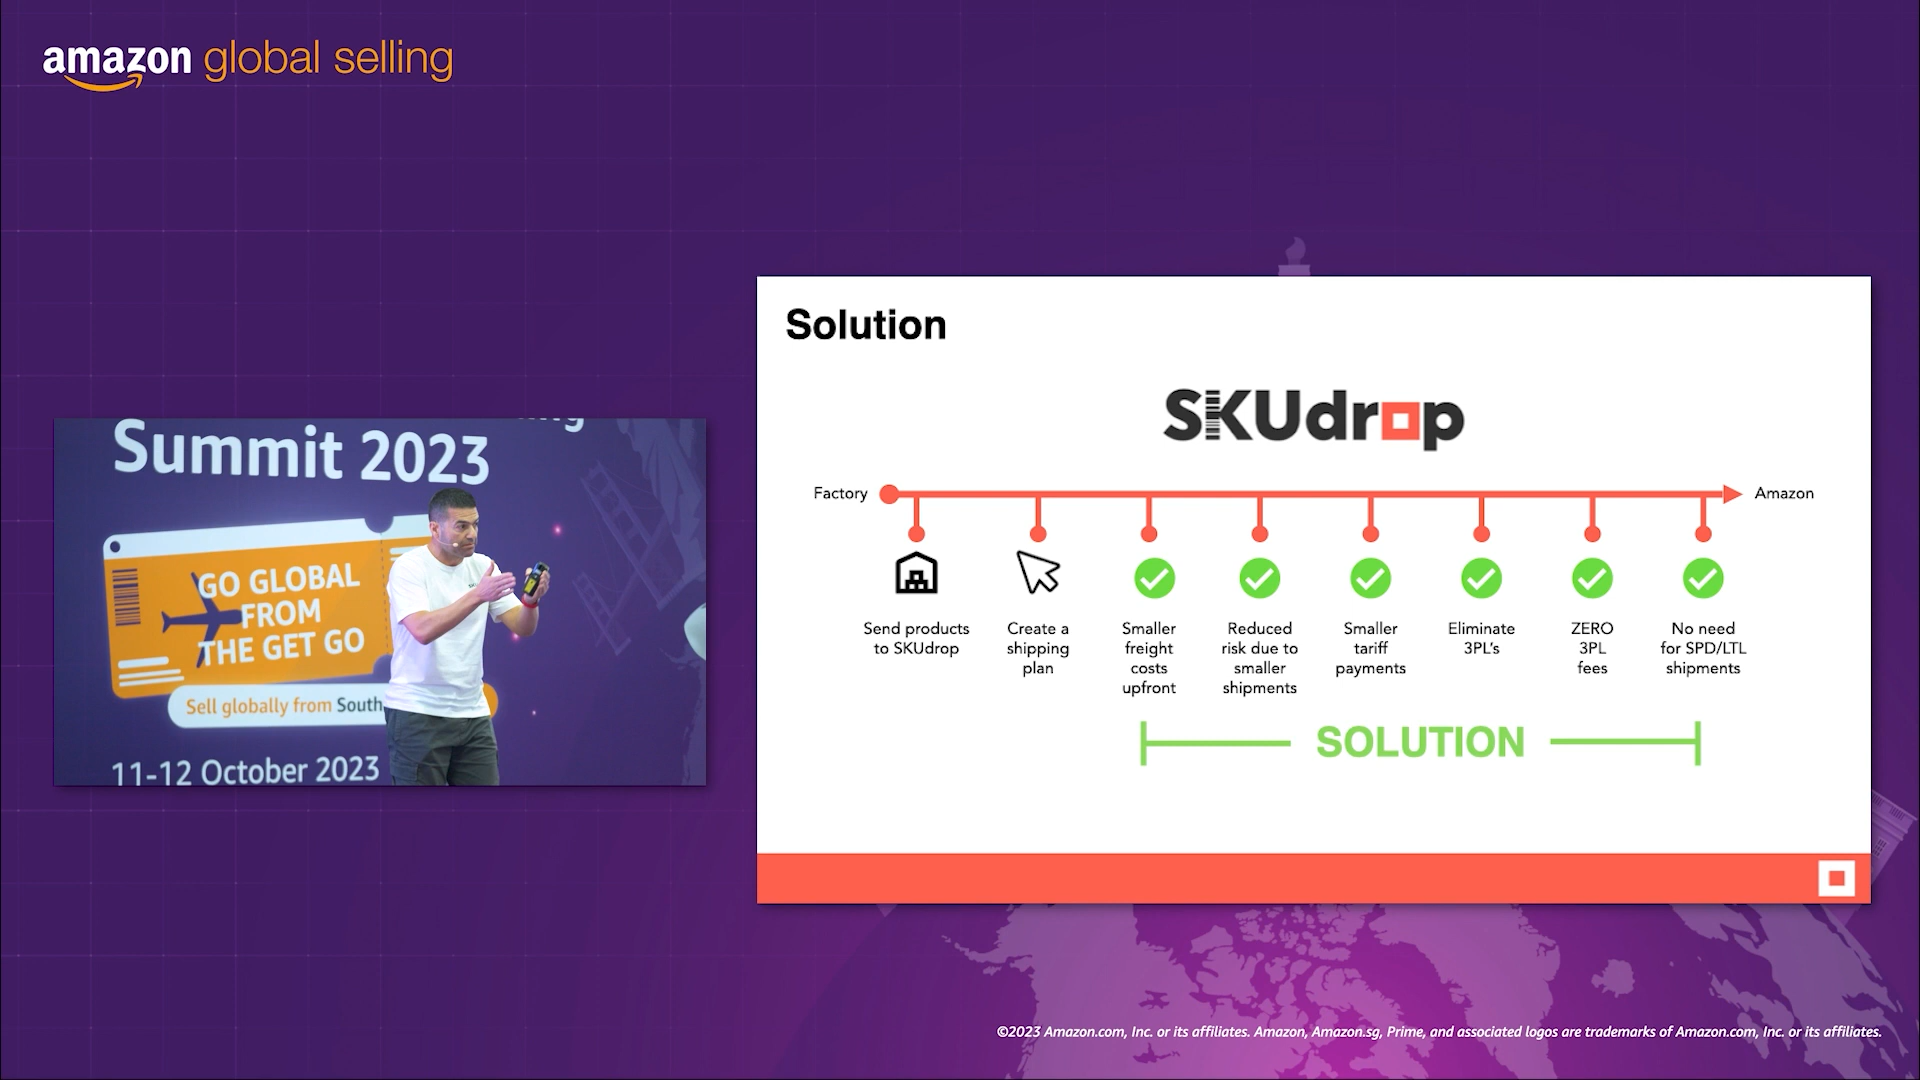 amazon global selling
Summit 2023
GO GLOBAL
FROM
THE GET GO
Sell globally from South
11-12 October 2023
Solution
SKUdrop
Factory
Amazon
Send products
to SKUdrop
Create a
shipping
plan
Smaller
freight
costs
upfront
Reduced
risk due to
smaller
shipments
Smaller
tariff
payments
Eliminate
3PL's
ZERO
3PL
fees
No need
for SPD/LTL
shipments
SOLUTION
©2023 Amazon.com, Inc. or its affiliates. Amazon, Amazon.sg, Prime, and associated logos are trademarks of Amazon.com, Inc. or its affiliates.